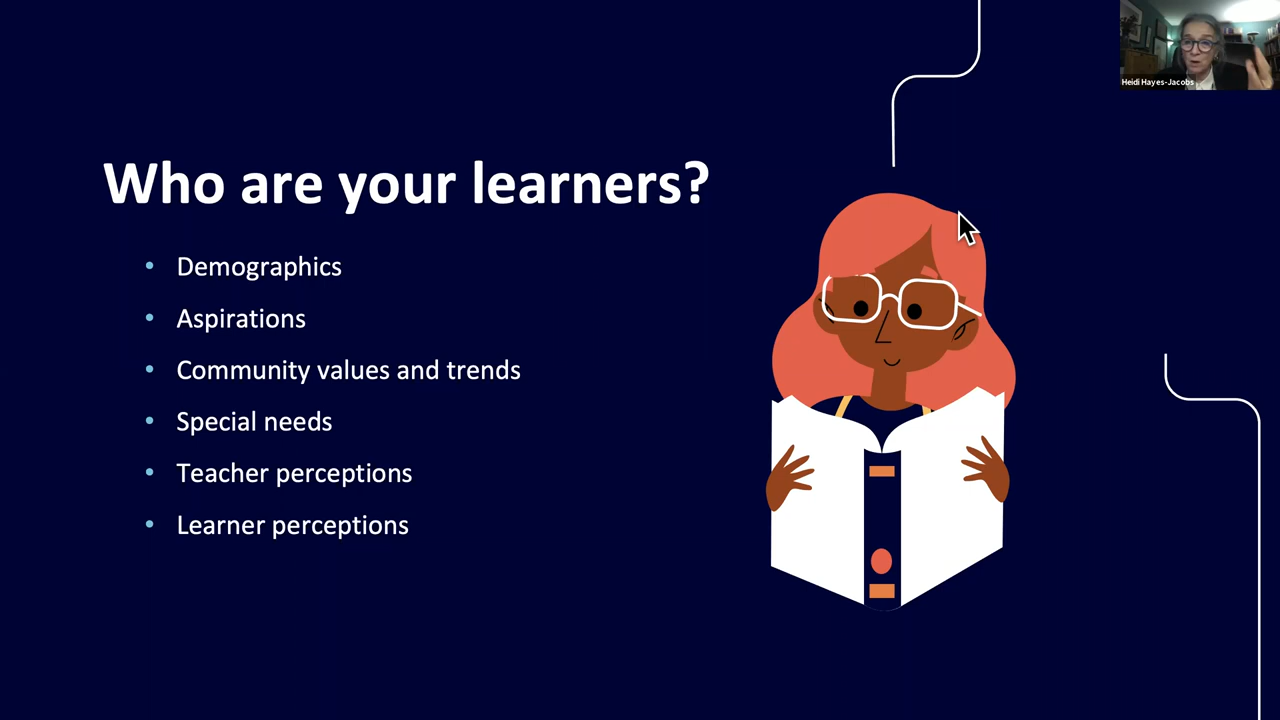 Heidi Hayes-Jacobs
Who are your learners?
• Demographics
• Aspirations
• Community values and trends
• Special needs
• Teacher perceptions
• Learner perceptions